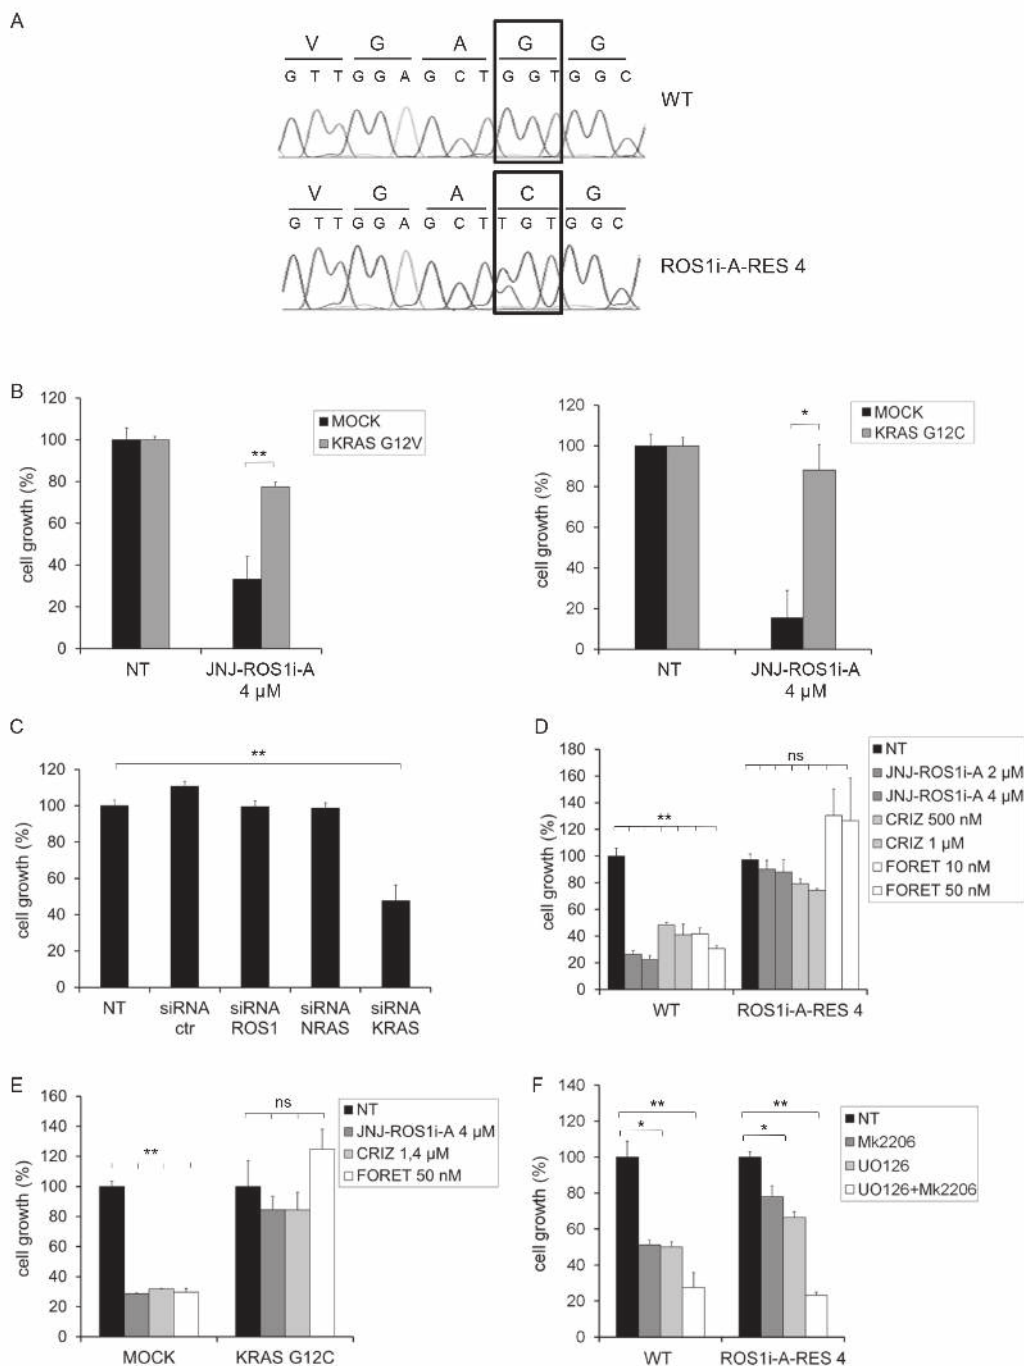 A
V G A G G
G T T G G A G C T G G T G G C
WT
V G A C G
G T T G G A G C T T G T G G C
ROS1i-A-RES 4
B
cell growth (%)
120
100
80
60
40
20
0
MOCK
KRAS G12V
**
NT
JNJ-ROS1i-A
4 µM
cell growth (%)
120
100
80
60
40
20
0
MOCK
KRAS G12C
*
NT
JNJ-ROS1i-A
4 µM
C
cell growth (%)
120
100
80
60
40
20
0
**
NT
siRNA
ctr
siRNA
ROS1
siRNA
NRAS
siRNA
KRAS
D
cell growth (%)
180
160
140
120
100
80
60
40
20
0
**
ns
NT
JNJ-ROS1i-A 2 µM
JNJ-ROS1i-A 4 µM
CRIZ 500 nM
CRIZ 1 µM
FORET 10 nM
FORET 50 nM
WT
ROS1i-A-RES 4
E
cell growth (%)
160
140
120
100
80
60
40
20
0
**
ns
NT
JNJ-ROS1i-A 4 µM
CRIZ 1,4 µM
FORET 50 nM
MOCK
KRAS G12C
F
cell growth (%)
140
120
100
80
60
40
20
0
**
*
**
*
NT
Mk2206
UO126
UO126+Mk2206
WT
ROS1i-A-RES 4